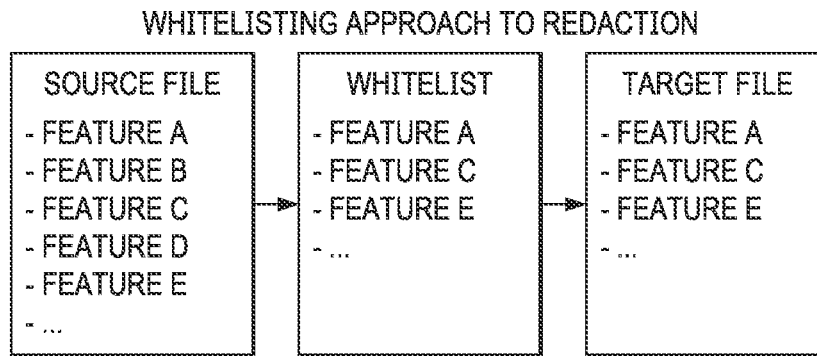 WHITELISTING APPROACH TO REDACTION
SOURCE FILE
- FEATURE A
- FEATURE B
- FEATURE C
- FEATURE D
- FEATURE E
- ...
WHITELIST
- FEATURE A
- FEATURE C
- FEATURE E
- ...
TARGET FILE
- FEATURE A
- FEATURE C
- FEATURE E
- ...